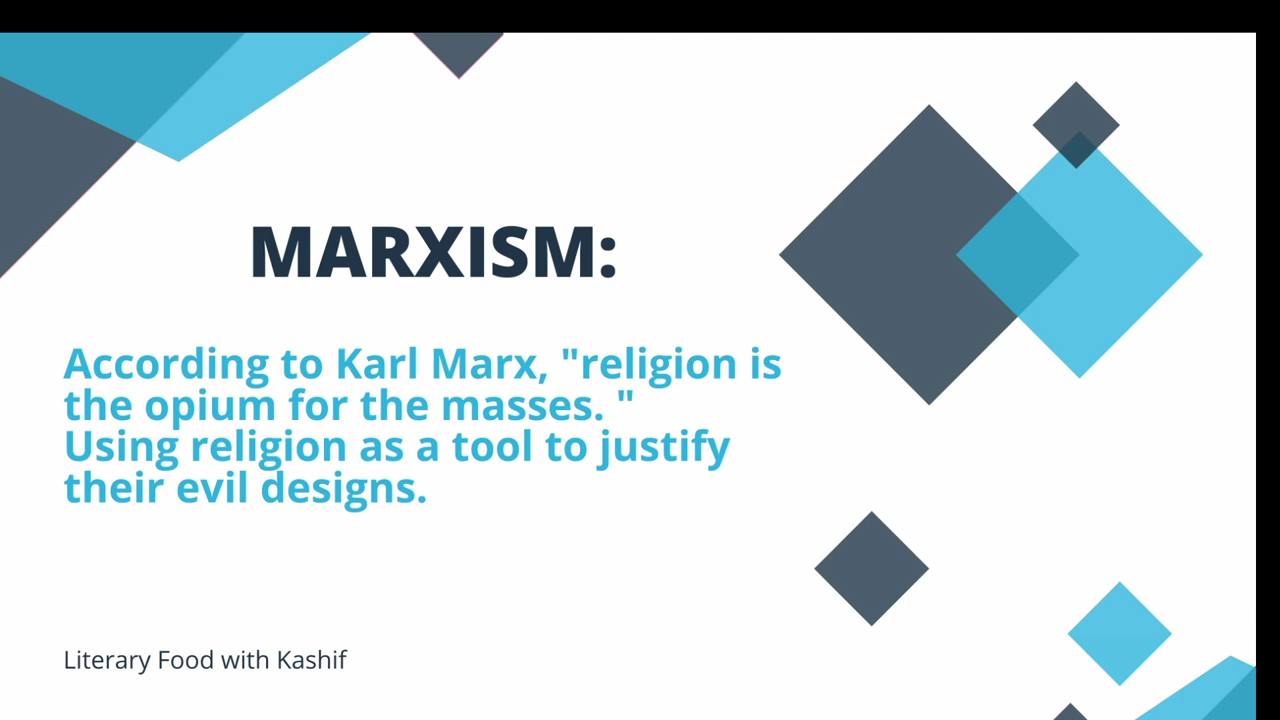 MARXISM:
According to Karl Marx, "religion is
the opium for the masses. "
Using religion as a tool to justify
their evil designs.
Literary Food with Kashif